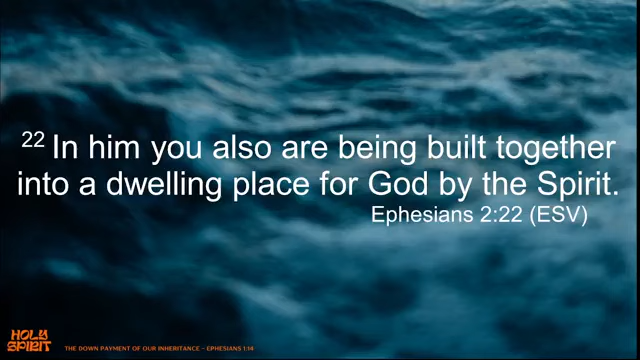 22 In him you also are being built together
into a dwelling place for God by the Spirit.
Ephesians 2:22 (ESV)
HOLY
SPIRIT
THE DOWN PAYMENT OF OUR INHERITANCE - EPHESIANS 1:14